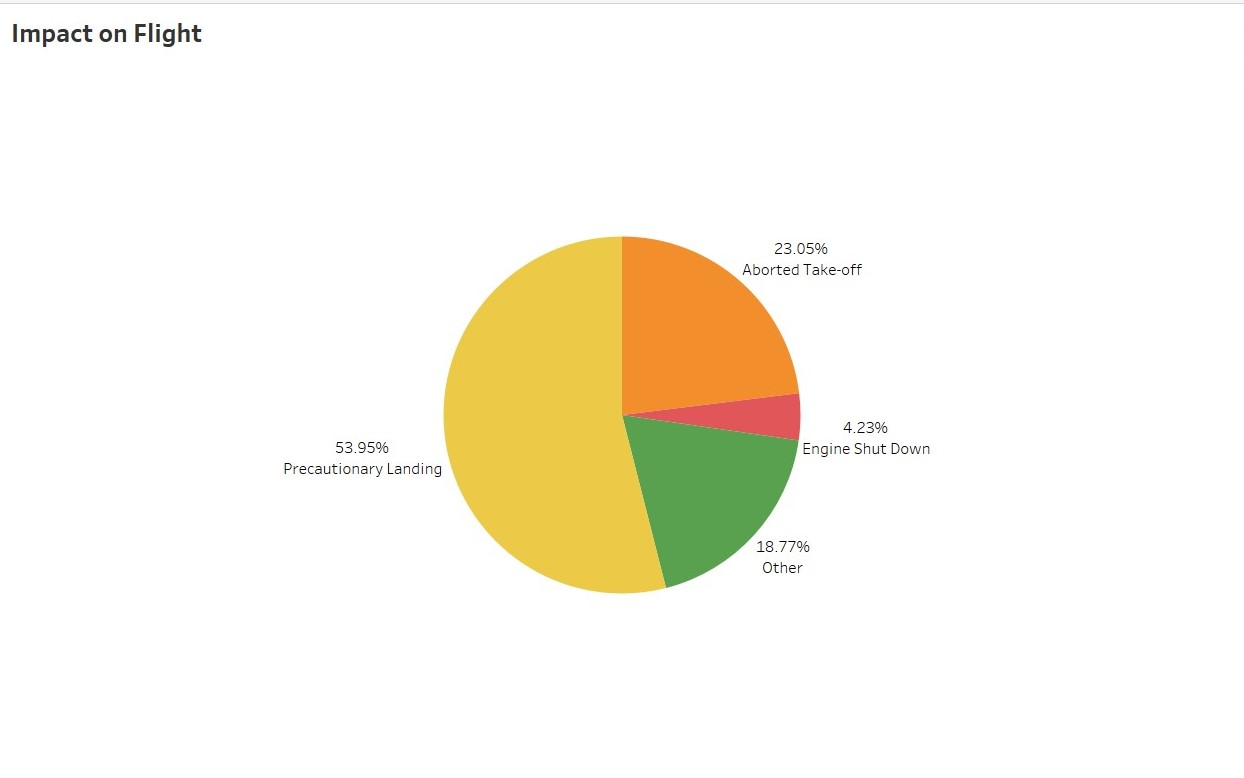 Impact on Flight
23.05%
Aborted Take-off
4.23%
Engine Shut Down
53.95%
Precautionary Landing
18.77%
Other